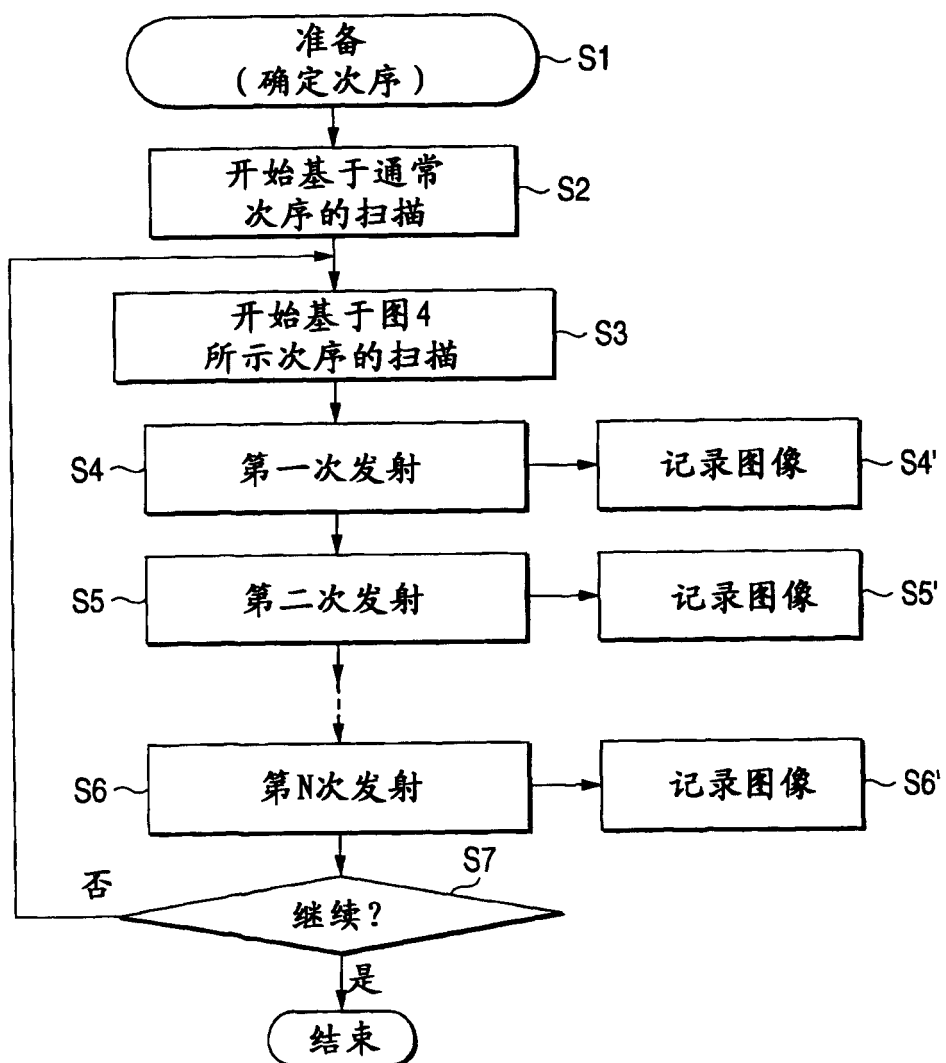 准备
(确定次序)
S1
开始基于通常
次序的扫描
S2
开始基于图4
所示次序的扫描
S3
S4
第一次发射
记录图像
S4'
S5
第二次发射
记录图像
S5'
S6
第N次发射
记录图像
S6'
S7
否
继续?
是
结束